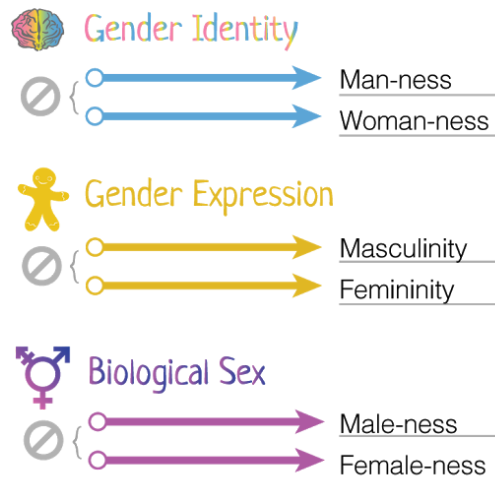 Gender Identity
Man-ness
Woman-ness
Gender Expression
Masculinity
Femininity
Biological Sex
Male-ness
Female-ness